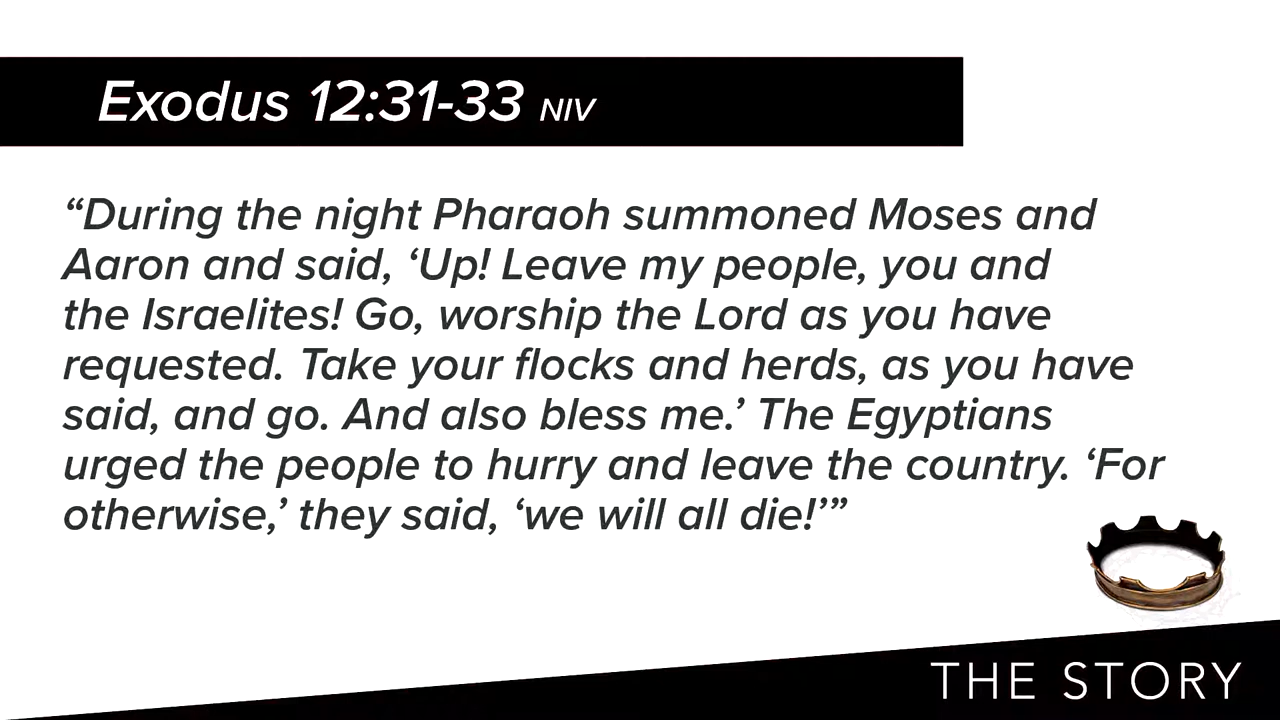 Exodus 12:31-33 NIV
“During the night Pharaoh summoned Moses and
Aaron and said, ‘Up! Leave my people, you and
the Israelites! Go, worship the Lord as you have
requested. Take your flocks and herds, as you have
said, and go. And also bless me.’ The Egyptians
urged the people to hurry and leave the country. ‘For
otherwise,’ they said, ‘we will all die!’”
THE STORY